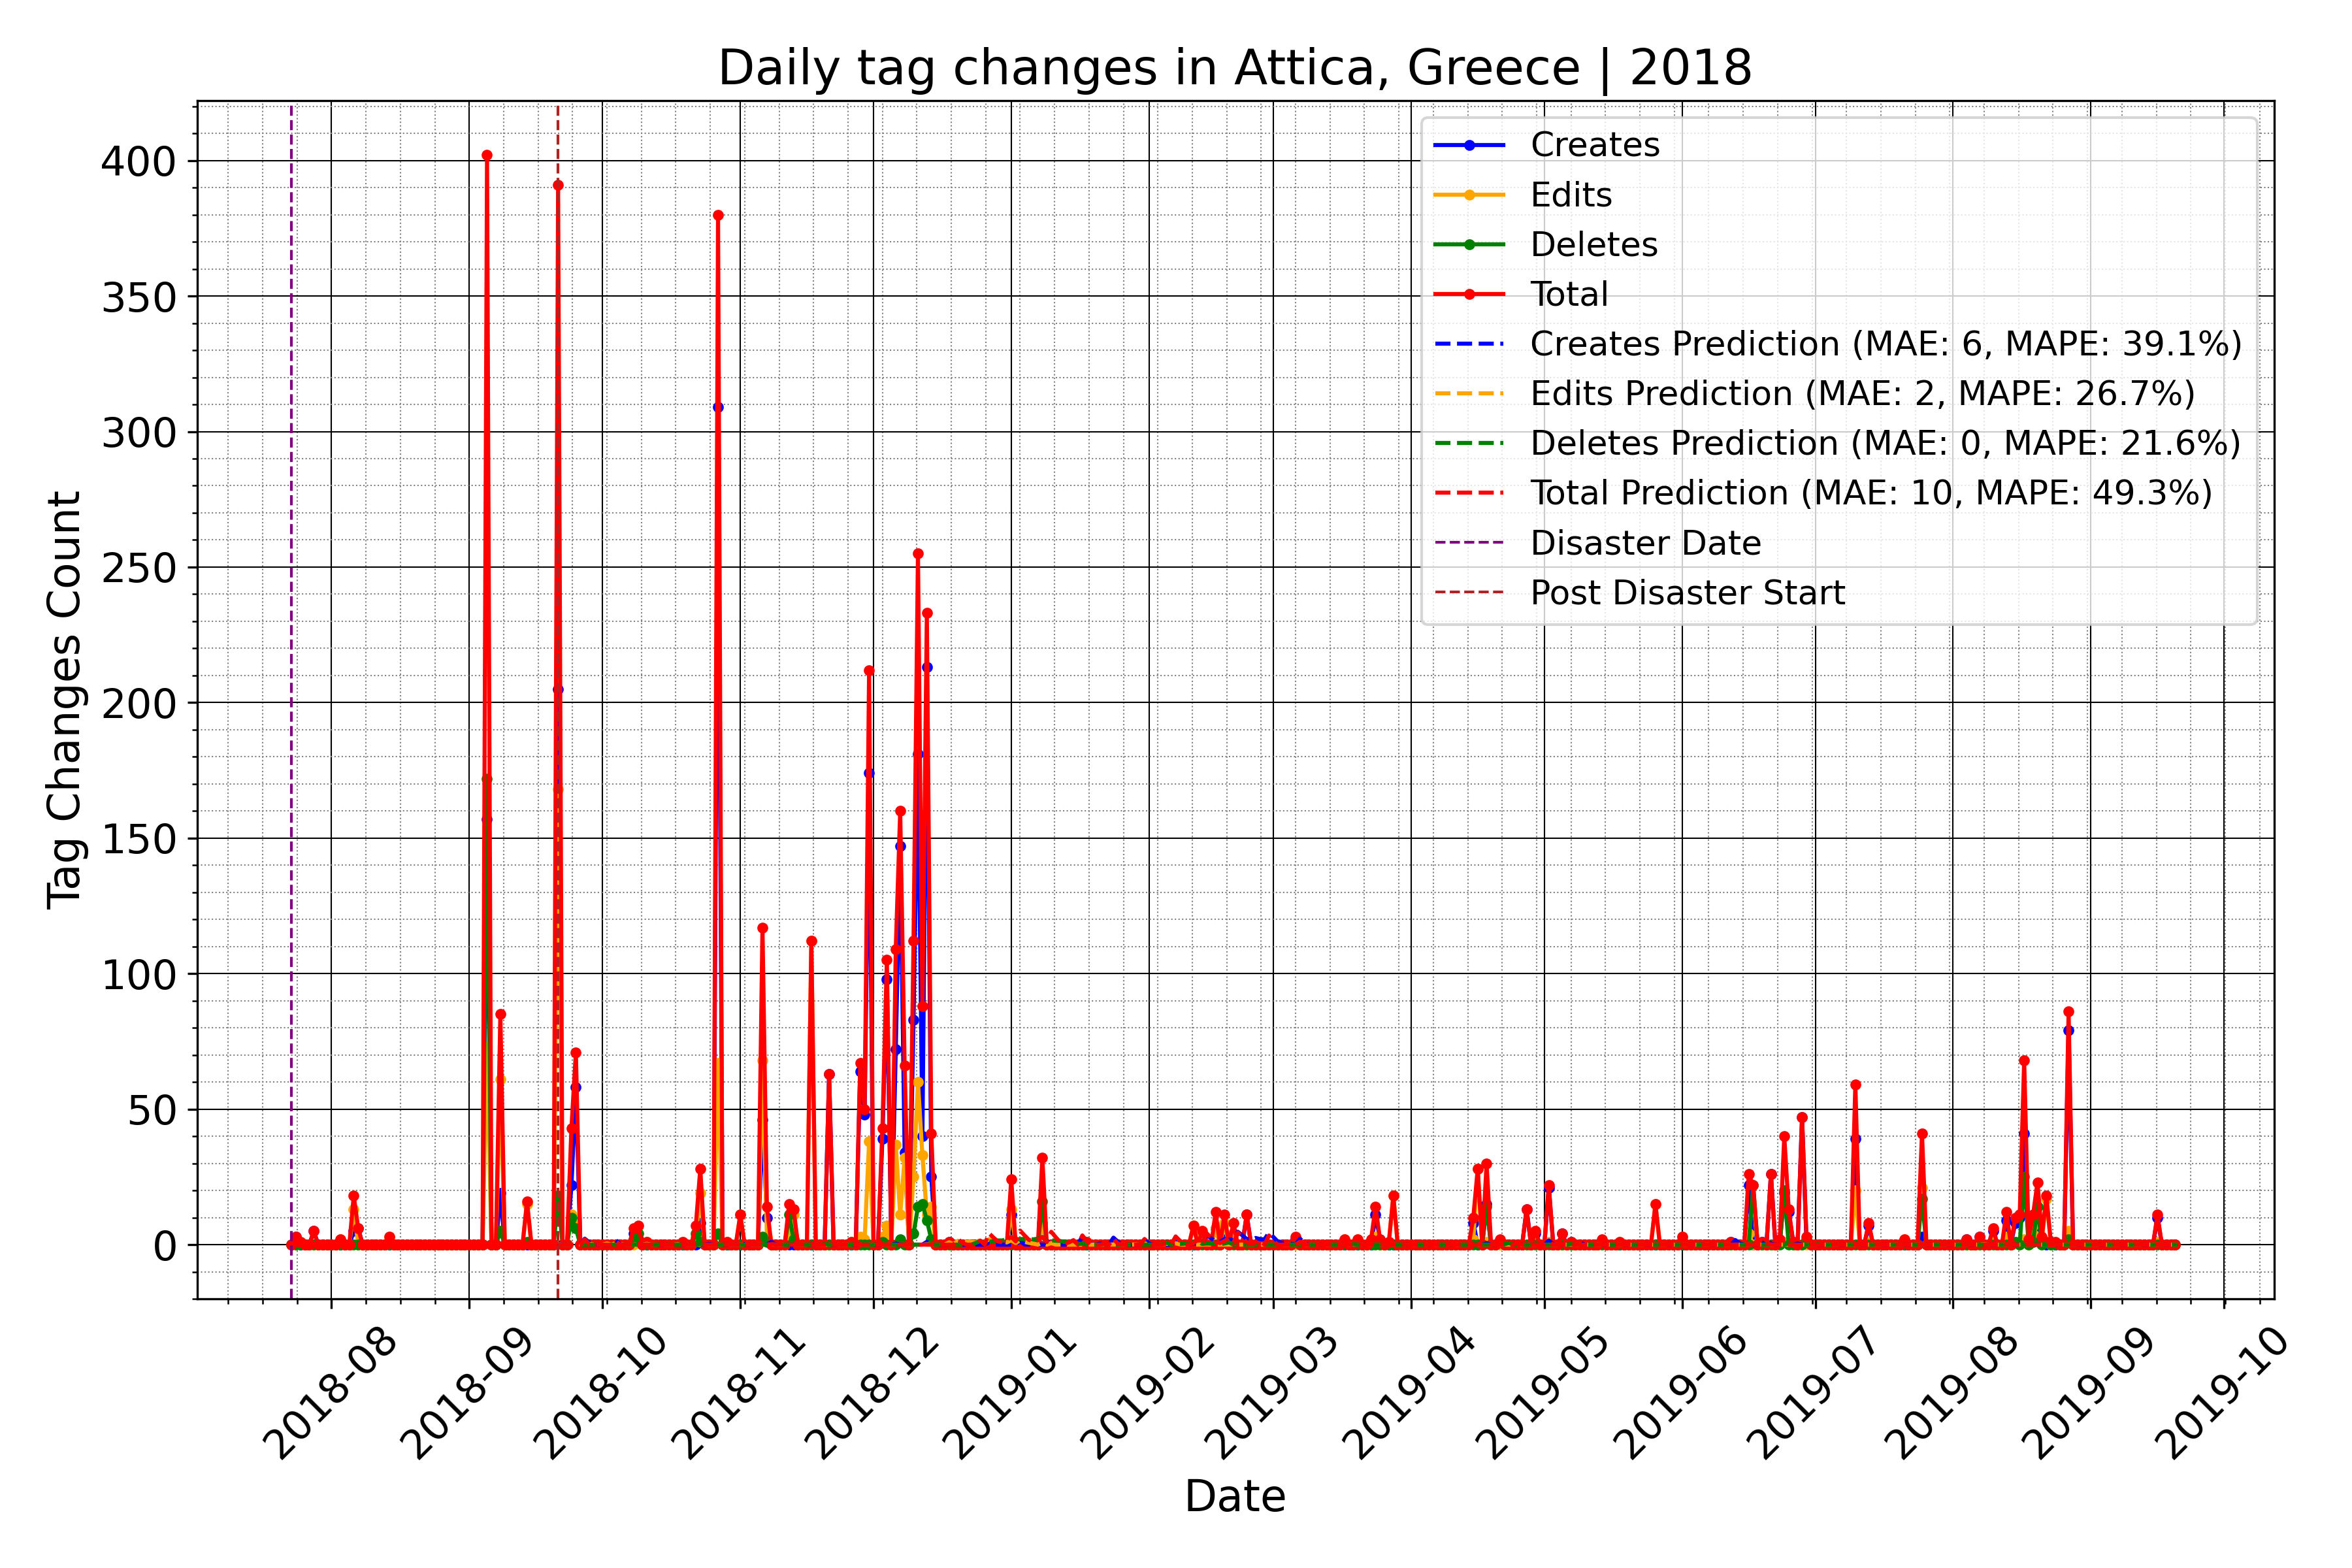 Daily tag changes in Attica, Greece | 2018
Tag Changes Count
400
350
300
250
200
150
100
50
0
Creates
Edits
Deletes
Total
Creates Prediction (MAE: 6, MAPE: 39.1%)
Edits Prediction (MAE: 2, MAPE: 26.7%)
Deletes Prediction (MAE: 0, MAPE: 21.6%)
Total Prediction (MAE: 10, MAPE: 49.3%)
Disaster Date
Post Disaster Start
2018-08
2018-09
2018-10
2018-11
2018-12
2019-01
2019-02
2019-03
2019-04
2019-05
2019-06
2019-07
2019-08
2019-09
2019-10
Date